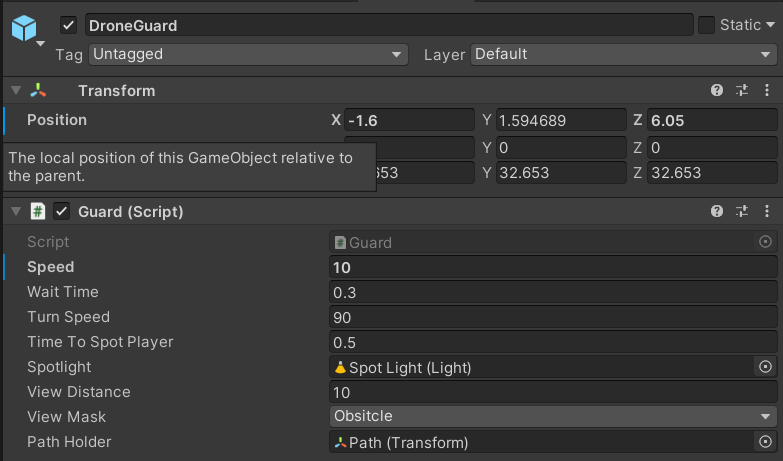 DroneGuard Static
Tag Untagged Layer Default
Transform
Position X -1.6 Y 1.594689 Z 6.05
The local position of this GameObject relative to Y 0 Z 0
the parent. 653 Y 32.653 Z 32.653
Guard (Script)
Script Guard
Speed 10
Wait Time 0.3
Turn Speed 90
Time To Spot Player 0.5
Spotlight Spot Light (Light)
View Distance 10
View Mask Obsitcle
Path Holder Path (Transform)